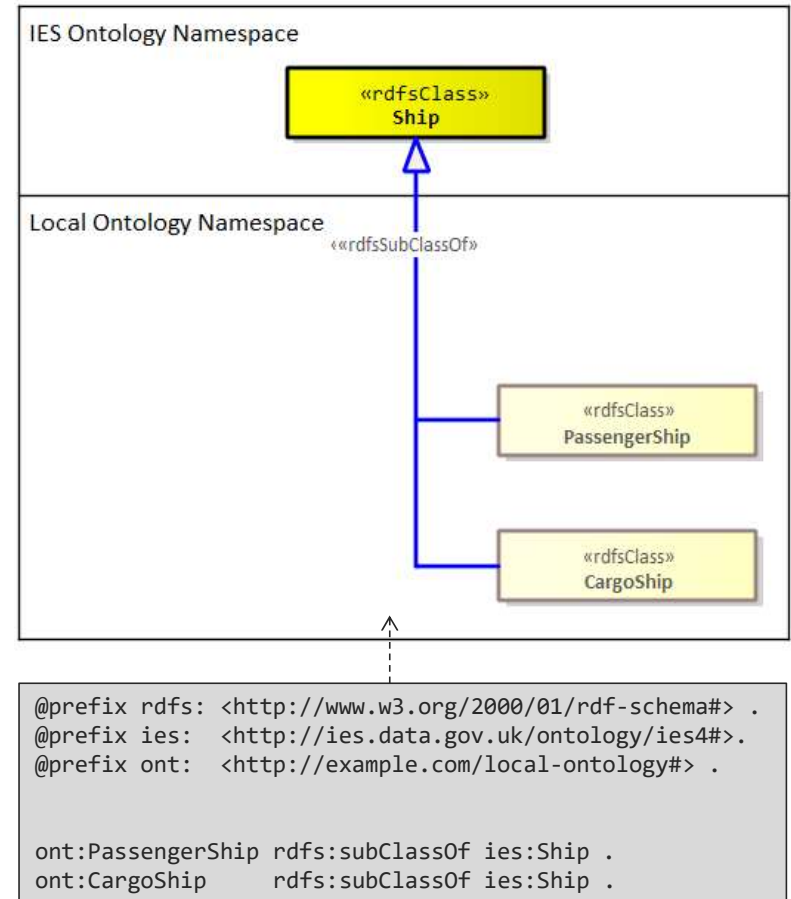 IES Ontology Namespace
«rdfsClass»
Ship
Local Ontology Namespace
‹«rdfsSubClassOf»
«rdfsClass»
PassengerShip
«rdfsClass»
CargoShip
@prefix rdfs: <http://www.w3.org/2000/01/rdf-schema#> .
@prefix ies:  <http://ies.data.gov.uk/ontology/ies4#>.
@prefix ont:  <http://example.com/local-ontology#> .
ont:PassengerShip rdfs:subClassOf ies:Ship .
ont:CargoShip     rdfs:subClassOf ies:Ship .